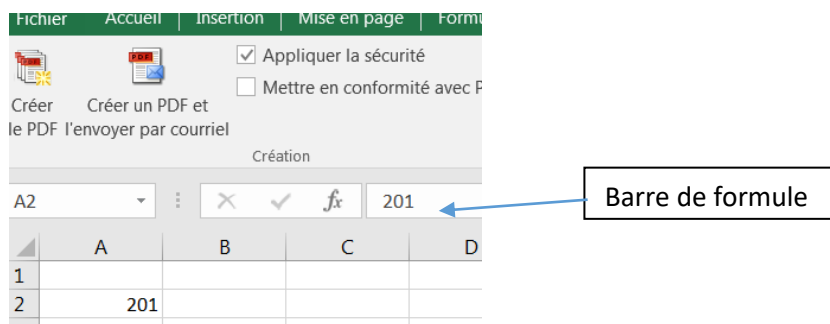 Fichier Accueil Insertion Mise en page
PDF
Appliquer la sécurité
Mettre en conformité avec
Créer Créer un PDF et
le PDF l'envoyer par courriel
Création
A2 fx 201
Barre de formule
A B C D
1
2 201